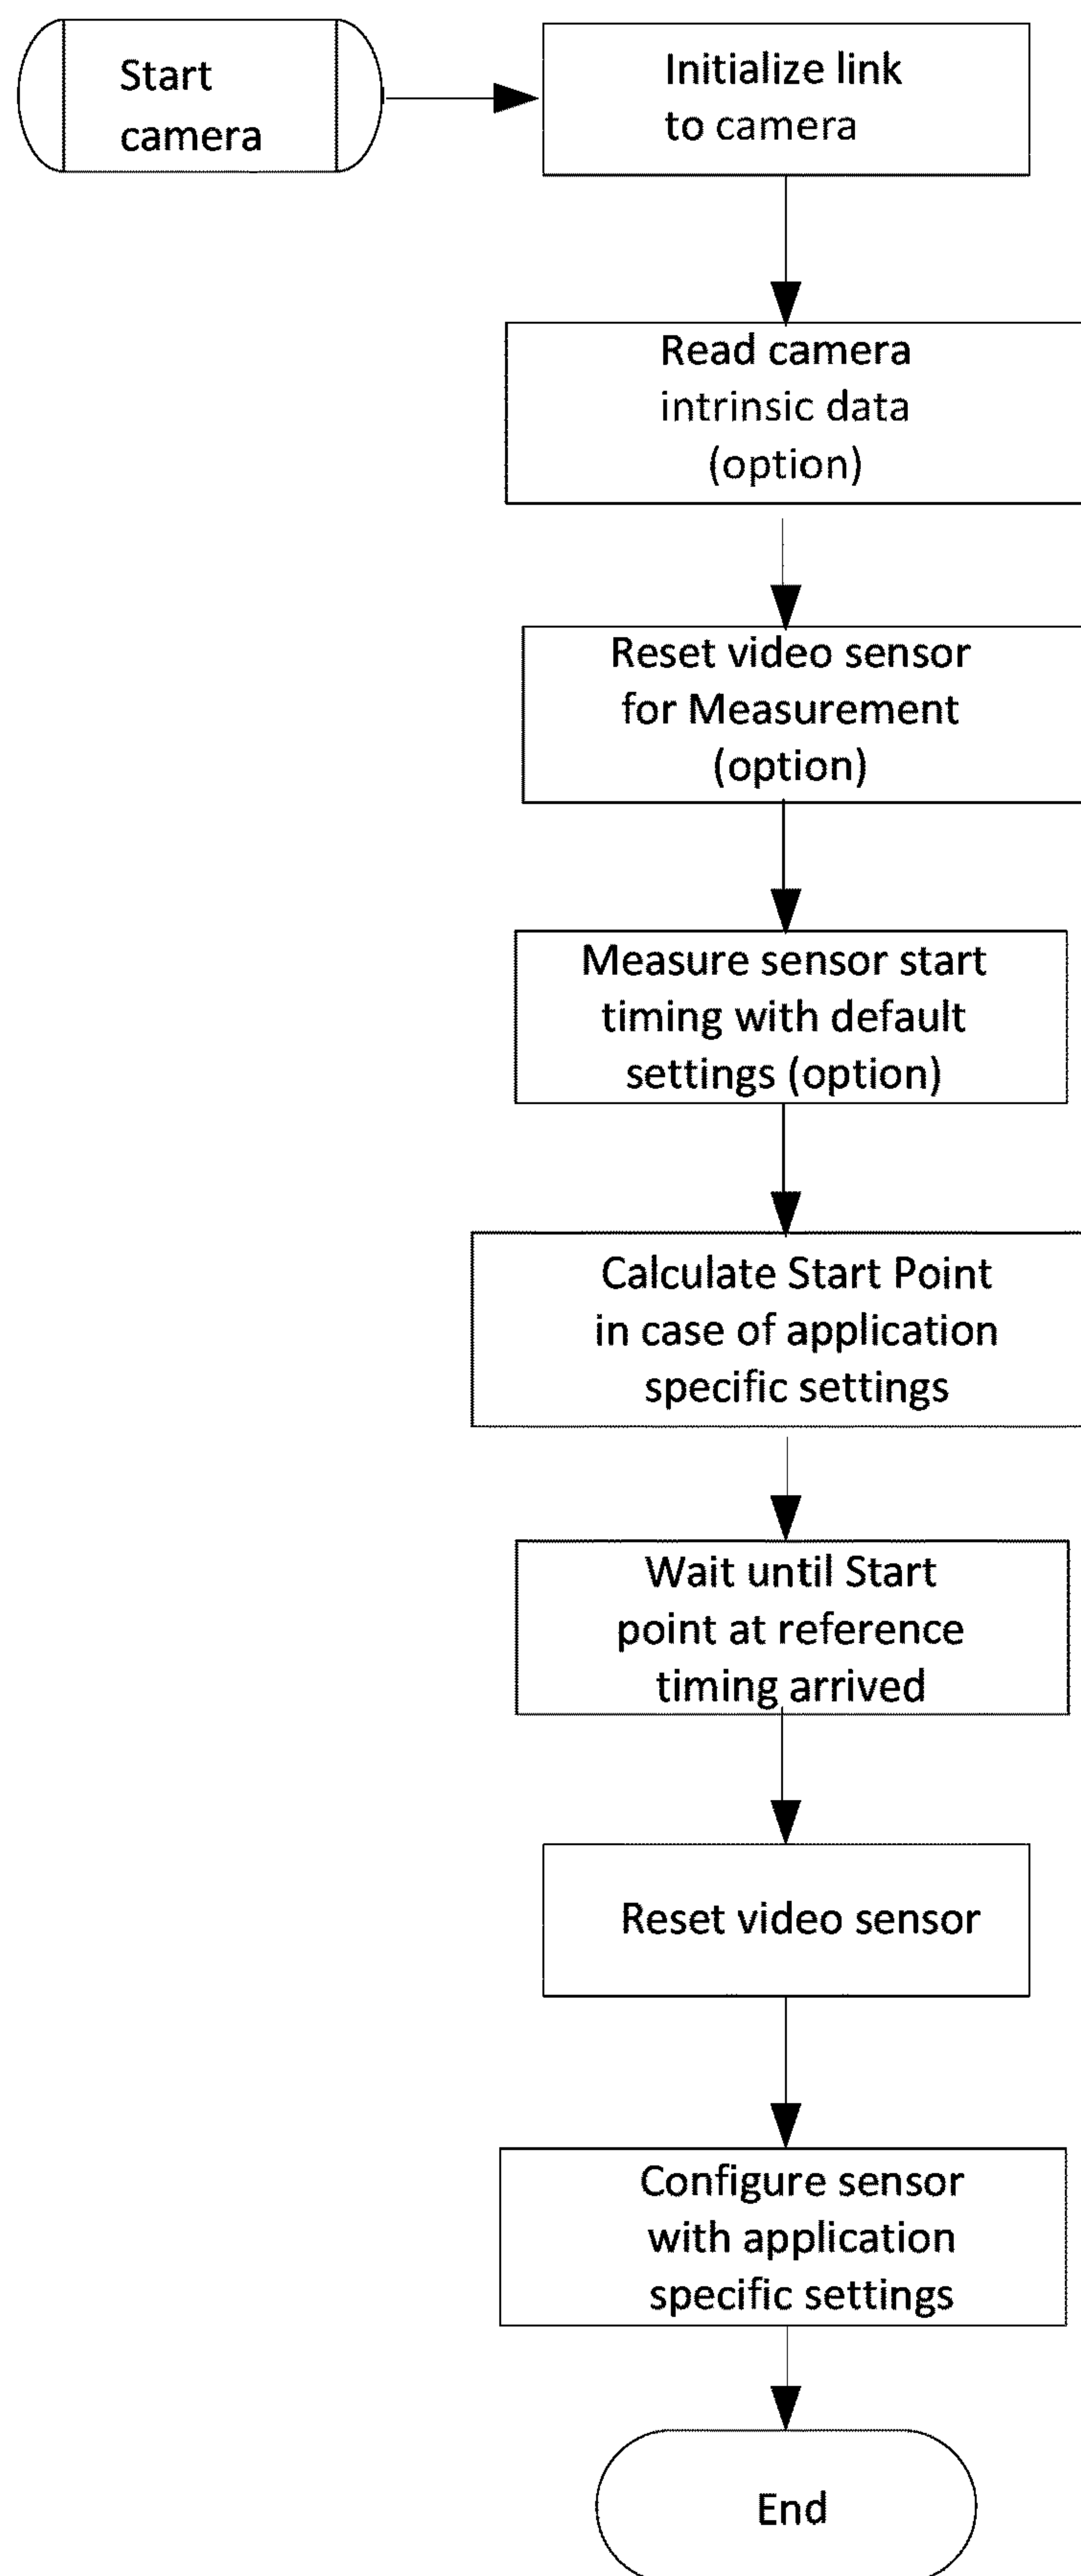 Start
camera
Initialize link
to camera
Read camera
intrinsic data
(option)
Reset video sensor
for Measurement
(option)
Measure sensor start
timing with default
settings (option)
Calculate Start Point
in case of application
specific settings
Wait until Start
point at reference
timing arrived
Reset video sensor
Configure sensor
with application
specific settings
End